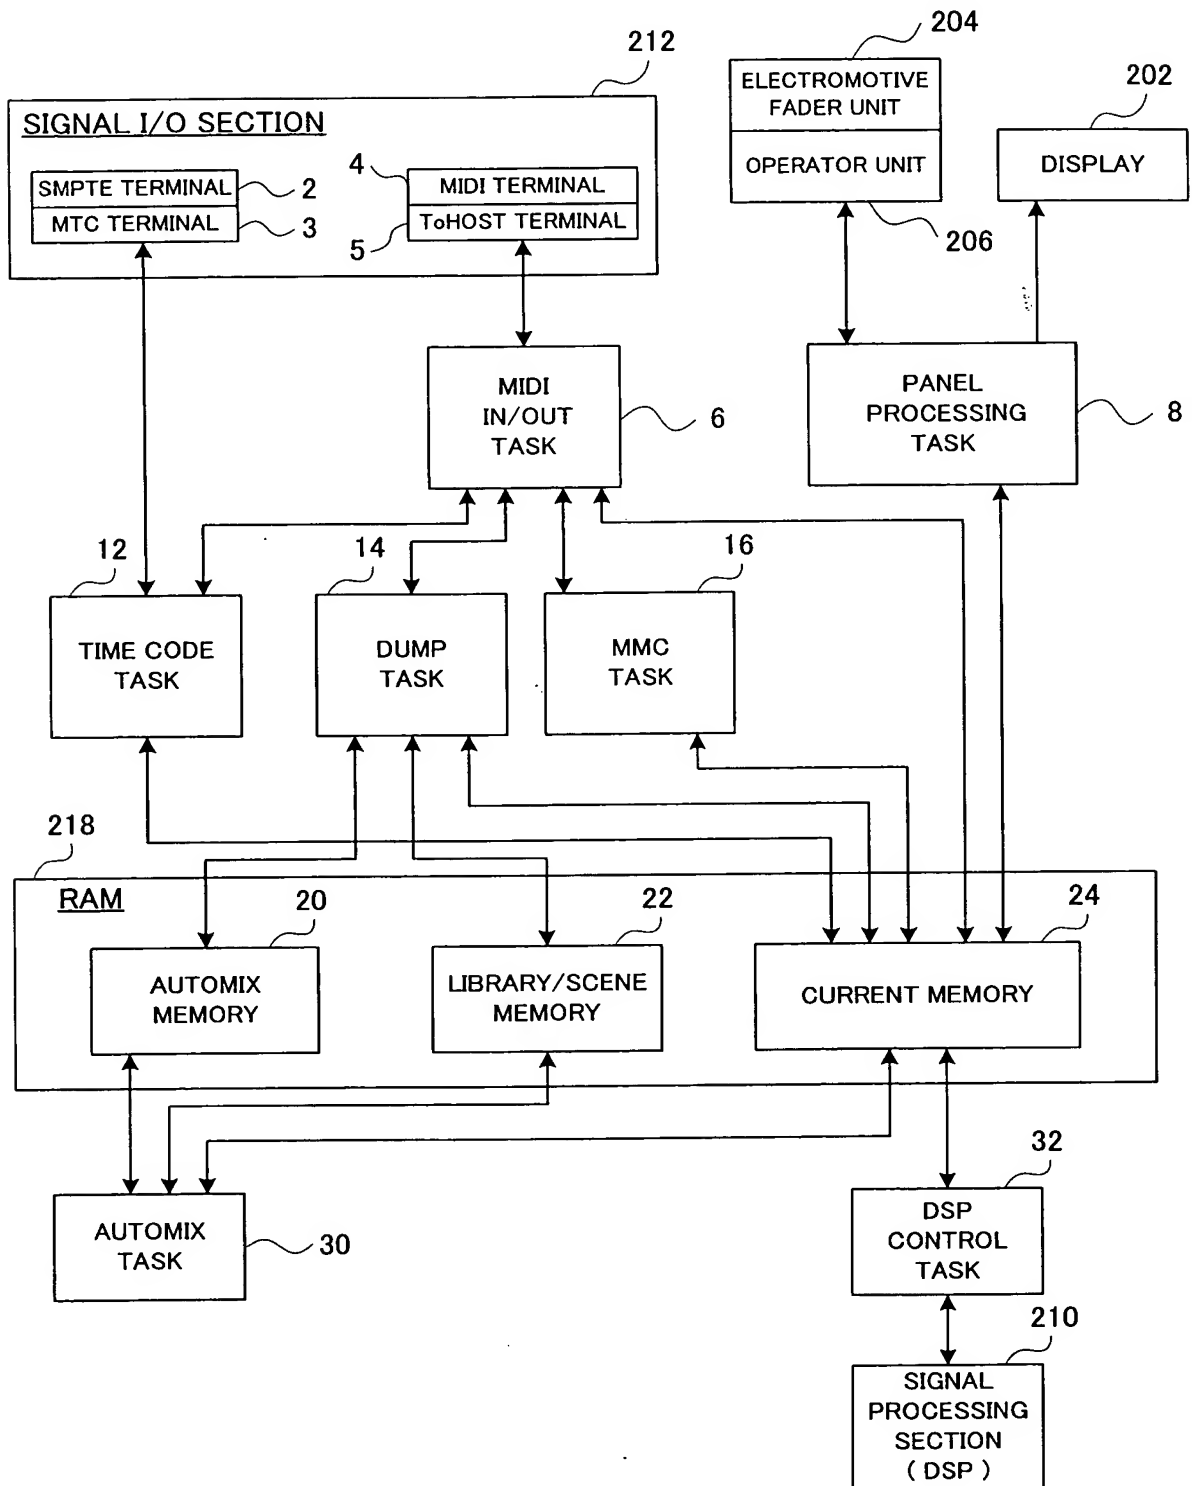 212
SIGNAL I/O SECTION
SMPTE TERMINAL
2
MTC TERMINAL
3
4
MIDI TERMINAL
ToHOST TERMINAL
5
204
ELECTROMOTIVE
FADER UNIT
OPERATOR UNIT
206
202
DISPLAY
MIDI
IN/OUT
TASK
6
PANEL
PROCESSING
TASK
8
12
TIME CODE
TASK
14
DUMP
TASK
16
MMC
TASK
218
RAM
20
AUTOMIX
MEMORY
22
LIBRARY/SCENE
MEMORY
24
CURRENT MEMORY
AUTOMIX
TASK
30
32
DSP
CONTROL
TASK
210
SIGNAL
PROCESSING
SECTION
( DSP )